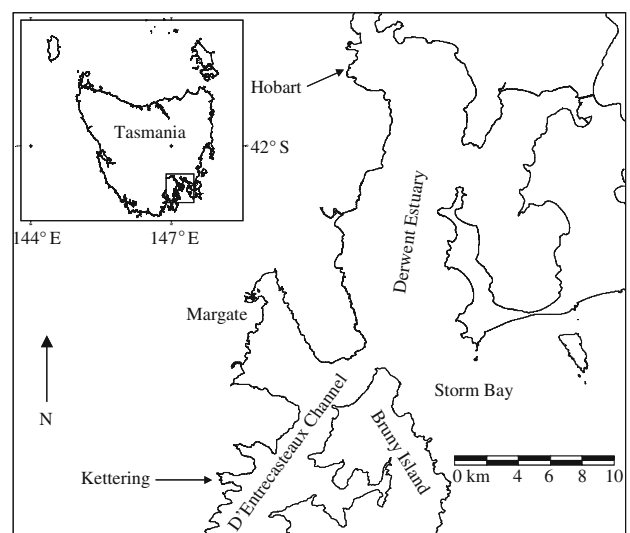 Hobart
Tasmania
42° S
144° E
147° E
Derwent Estuary
Margate
Storm Bay
N
D'Entrecasteaux Channel
Bruny Island
Kettering
0 km 4 6 8 10